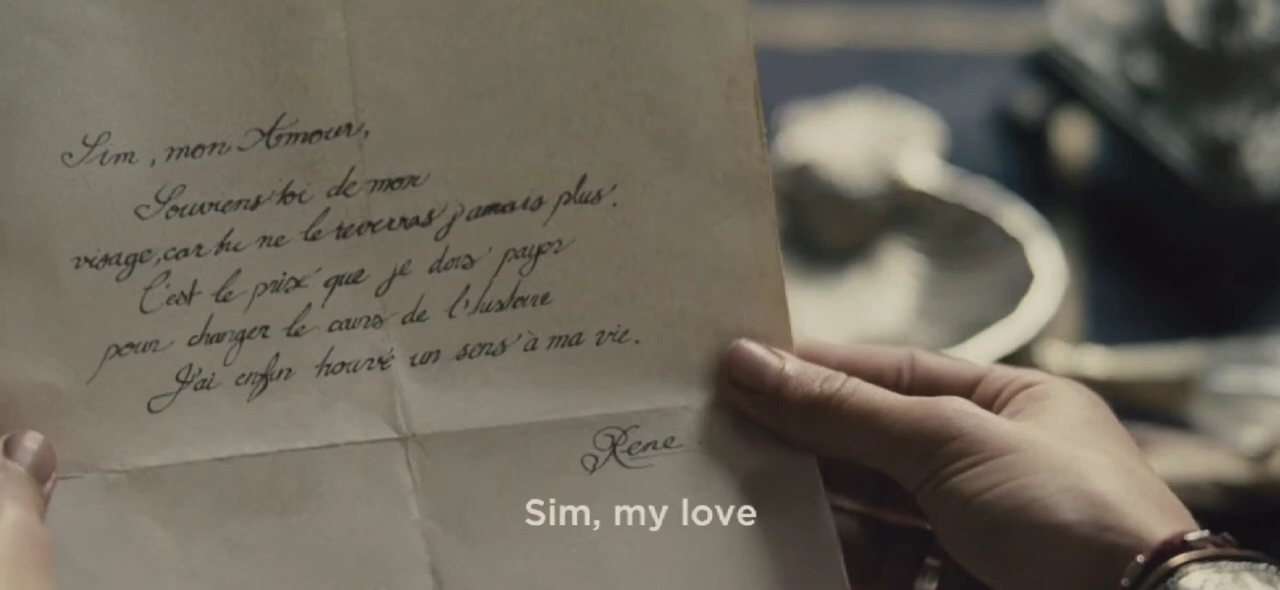 Sim, mon Amour,
Souviens toi de mon
visage, car tu ne le reverras jamais plus.
C'est le prix que je dois payer
pour changer le cours de l'histoire
J'ai enfin trouvé un sens à ma vie.
Rene
Sim, my love